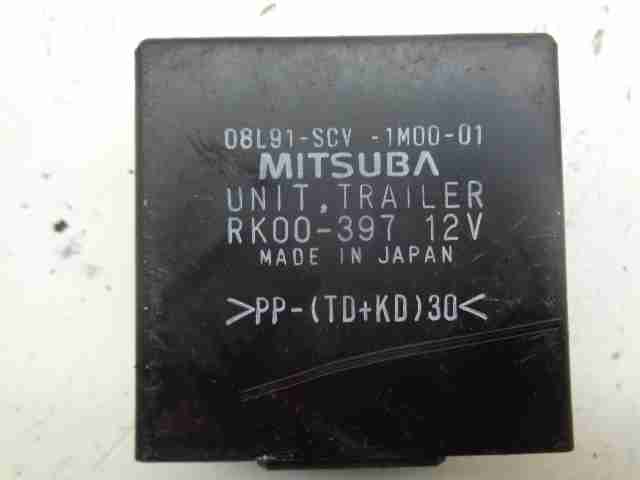 08L91-SCV -1M00-01
MITSUBA
UNIT,TRAILER
RK00-397 12V
MADE IN JAPAN
>PP-(TD+KD)30<